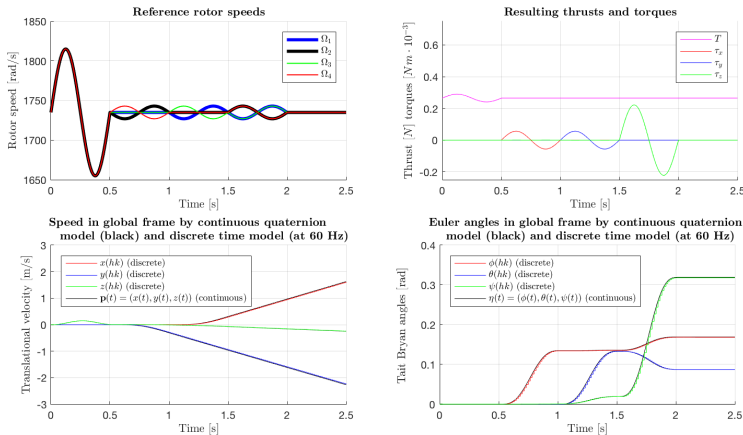 Reference rotor speeds
1850
1800
1750
1700
1650
Rotor speed [rad/s]
Ω₁
Ω₂
Ω₃
Ω₄
0 0.5 1 1.5 2 2.5
Time [s]
Resulting thrusts and torques
0.6
0.4
0.2
0
-0.2
Thrust [N] torques [Nm · 10⁻³]
T
τₓ
τ_y
τ_z
0 0.5 1 1.5 2 2.5
Time [s]
Speed in global frame by continuous quaternion
model (black) and discrete time model (at 60 Hz)
3
2
1
0
-1
-2
-3
Translational velocity [m/s]
x(hk) (discrete)
y(hk) (discrete)
z(hk) (discrete)
p(t) = (x(t), y(t), z(t)) (continuous)
0 0.5 1 1.5 2 2.5
Time [s]
Euler angles in global frame by continuous quaternion
model (black) and discrete time model (at 60 Hz)
0.4
0.3
0.2
0.1
0
Tait Bryan angles [rad]
ϕ(hk) (discrete)
θ(hk) (discrete)
ψ(hk) (discrete)
η(t) = (ϕ(t), θ(t), ψ(t)) (continuous)
0 0.5 1 1.5 2 2.5
Time [s]